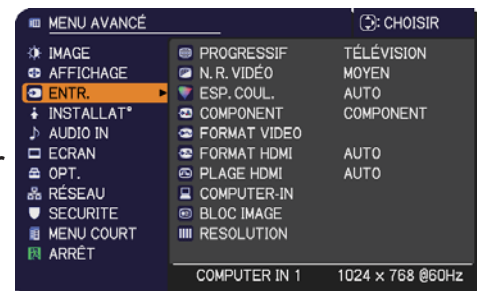 MENU AVANCÉ : CHOISIR
IMAGE PROGRESSIF TÉLÉVISION
AFFICHAGE N. R. VIDÉO MOYEN
ENTR. ESP. COUL. AUTO
INSTALLATº COMPONENT COMPONENT
AUDIO IN FORMAT VIDEO
ECRAN FORMAT HDMI AUTO
OPT. PLAGE HDMI AUTO
RÉSEAU COMPUTER-IN
SECURITE BLOC IMAGE
MENU COURT RESOLUTION
ARRÊT
COMPUTER IN 1 1024 x 768 @60Hz